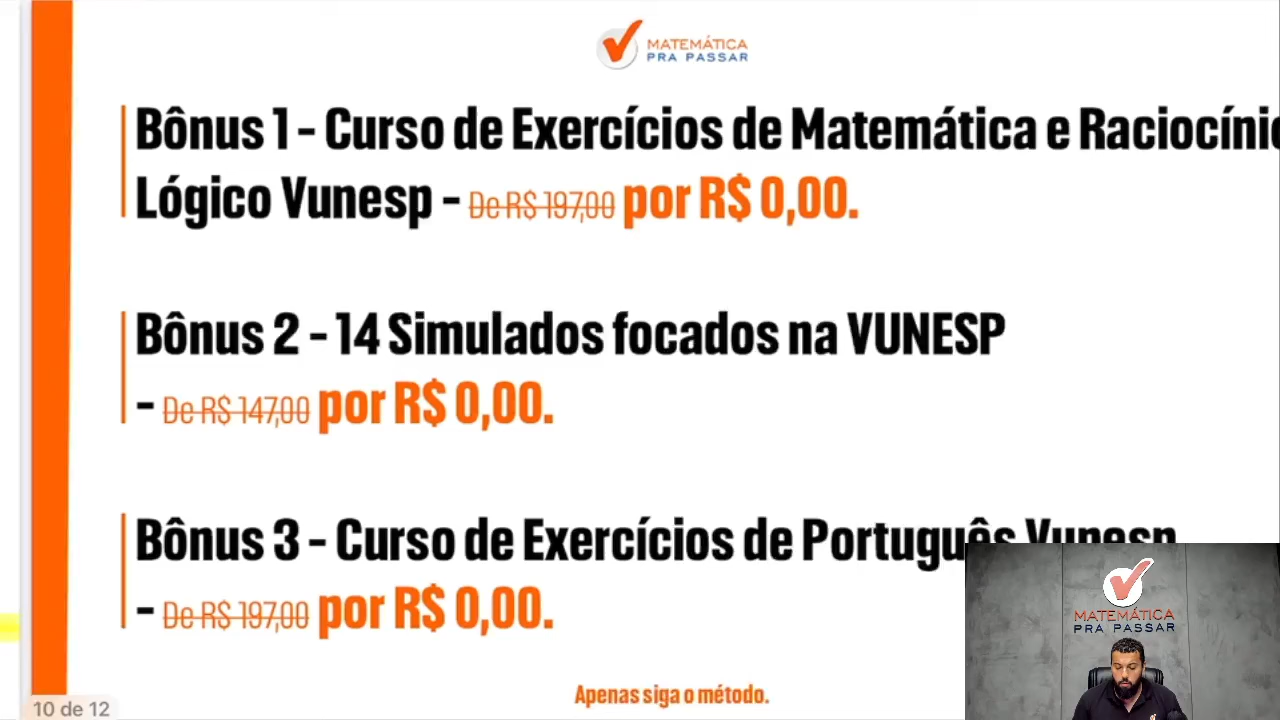 MATEMÁTICA
PRA PASSAR
Bônus 1 - Curso de Exercícios de Matemática e
Lógico Vunesp - De R$ 197,00 por R$ 0,00.
Bônus 2 - 14 Simulados focados na VUNESP
- De R$ 147,00 por R$ 0,00.
Bônus 3 - Curso de Exercícios de Português Vunesp
- De R$ 197,00 por R$ 0,00.
MATEMÁTICA
PRA PASSAR
Apenas siga o método.
10 de 12